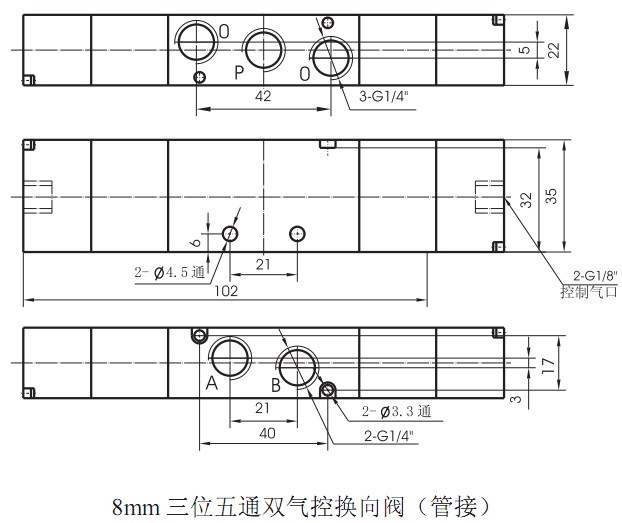 O
P
O
5
22
42
3-G1/4"
32
35
6
2-Ø4.5通
21
2-G1/8"
控制气口
102
A
B
17
3
21
2-Ø3.3通
40
2-G1/4"
8mm 三位五通双气控换向阀（管接）